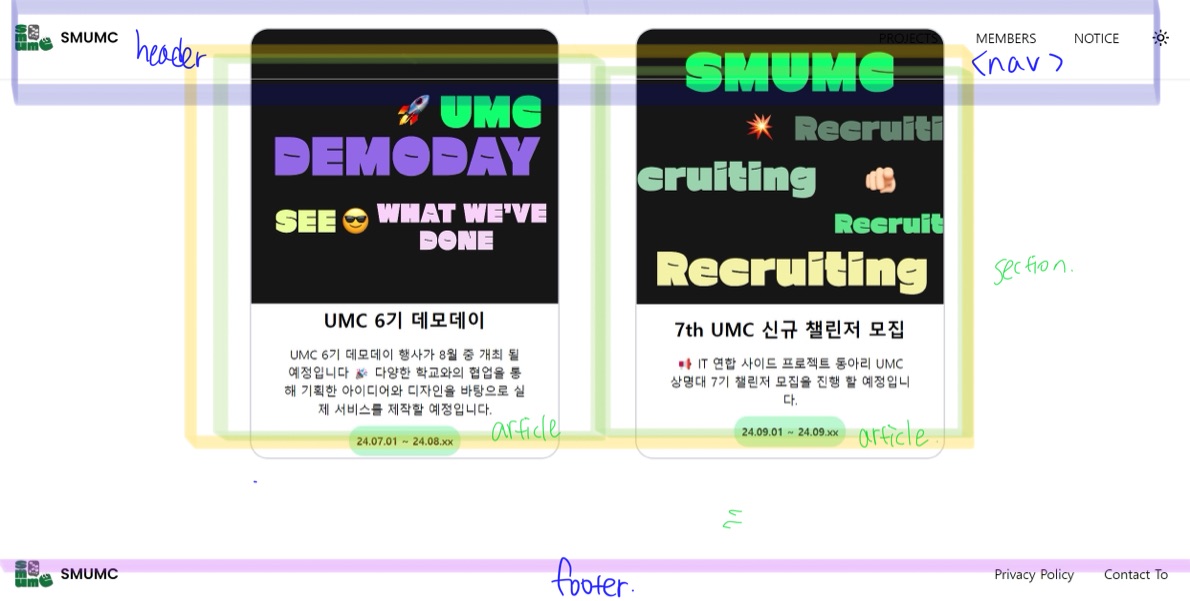 SMUMC
header
PROJECTS MEMBERS NOTICE
<nav>
UMC
DEMODAY
SEE WHAT WE'VE
DONE
SMUMC
Recruiti
cruiting
Recruit
Recruiting
section.
UMC 6기 데모데이
UMC 6기 데모데이 행사가 8월 중 개최 될
예정입니다 다양한 학교와의 협업을 통
해 기획한 아이디어와 디자인을 바탕으로 실
제 서비스를 제작할 예정입니다.
24.07.01 ~ 24.08.xx
article
7th UMC 신규 챌린저 모집
IT 연합 사이드 프로젝트 동아리 UMC
상명대 7기 챌린저 모집을 진행 할 예정입니
다.
24.09.01 ~ 24.09.xx
article.
SMUMC
footer.
Privacy Policy Contact To